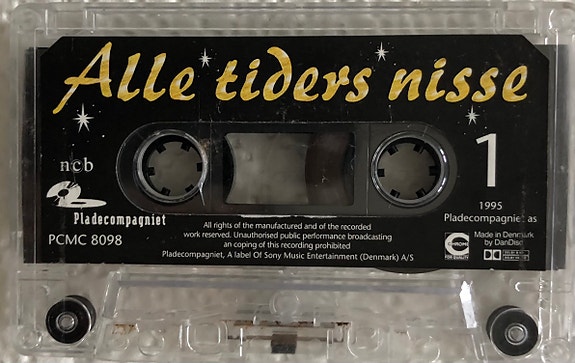 Alle tiders nisse
ncb
Pladecompagniet
PCMC 8098
1
1995
Pladecompagniet as
All rights of the manufactured and of the recorded
work reserved. Unauthorised public performance broadcasting
an coping of this recording prohibited
Pladecompagniet, A label Of Sony Music Entertainment (Denmark) A/S
Made in Denmark
by DanDisc
CHROME
FOR QUALITY